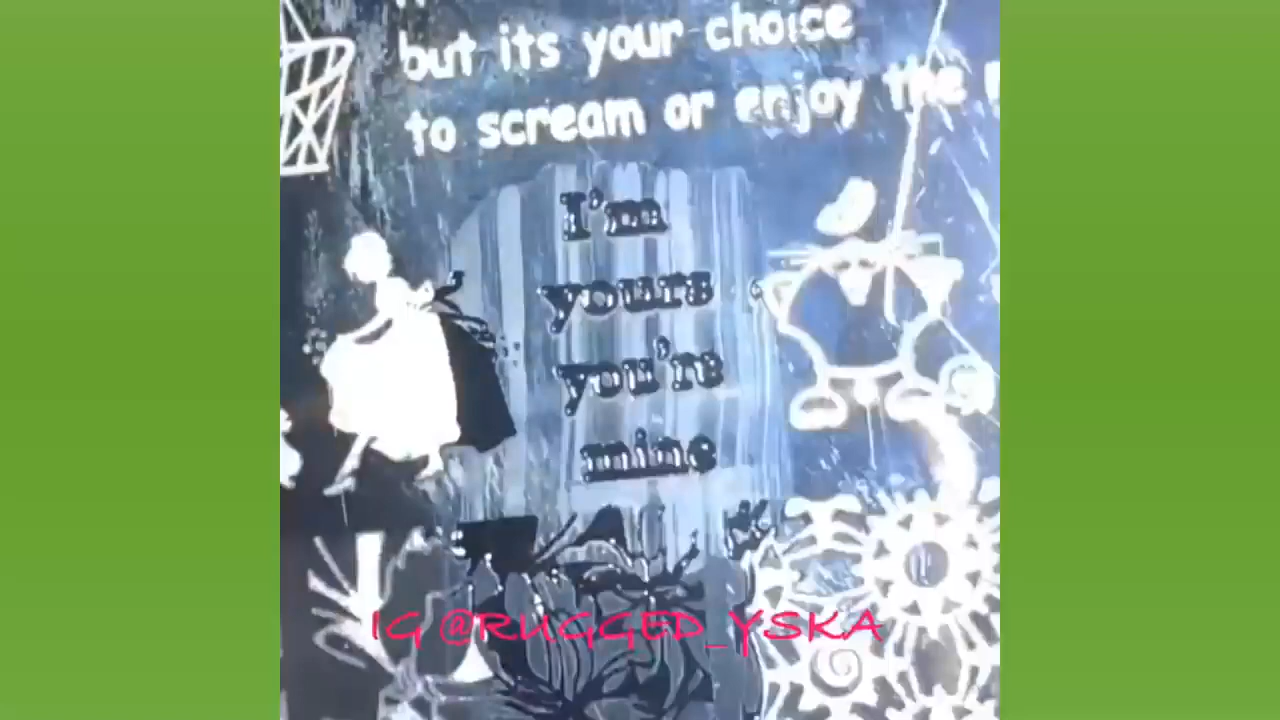 but its your choice
to scream or enjoy the
I'm
yours
you're
mine
IG @RUGGED_YSKA